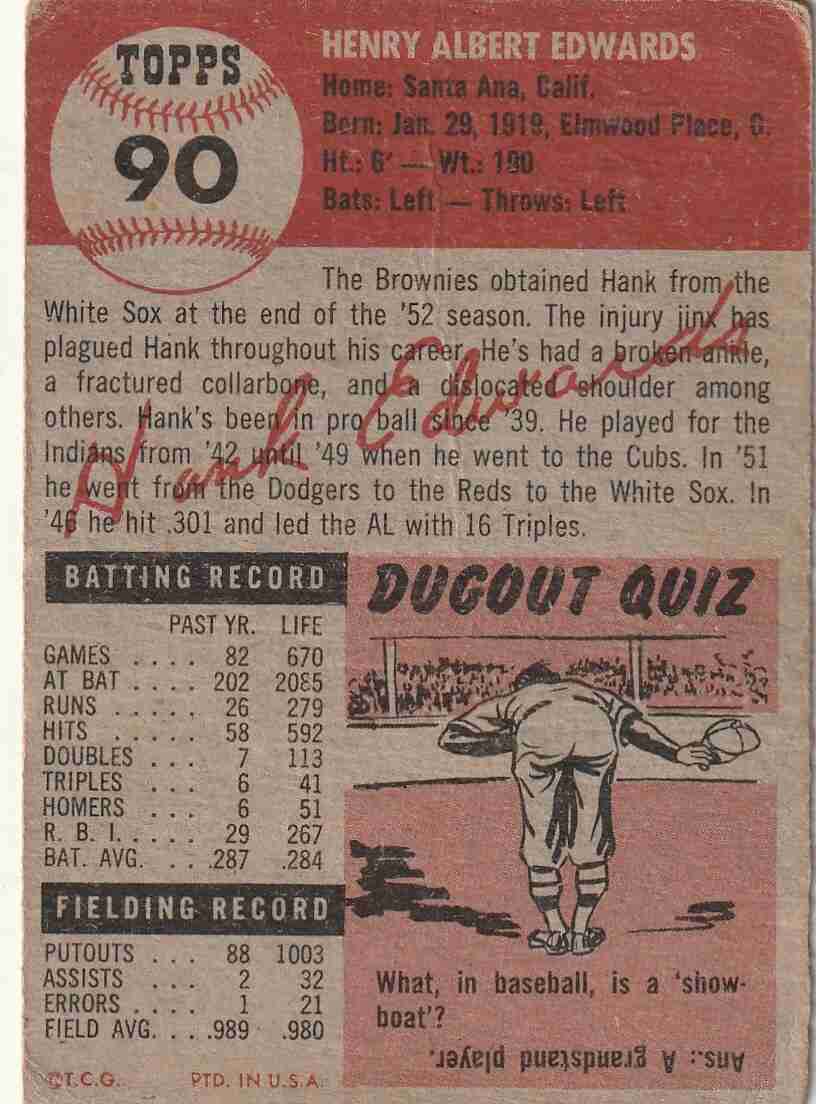 TOPPS
90
HENRY ALBERT EDWARDS
Home: Santa Ana, Calif.
Born: Jan. 29, 1919, Elmwood Place, O.
Ht.: 6' — Wt.: 190
Bats: Left — Throws: Left
The Brownies obtained Hank from the
White Sox at the end of the '52 season. The injury jinx has
plagued Hank throughout his career. He's had a broken ankle,
a fractured collarbone, and a dislocated shoulder among
others. Hank's been in pro ball since '39. He played for the
Indians from '42 until '49 when he went to the Cubs. In '51
he went from the Dodgers to the Reds to the White Sox. In
'46 he hit .301 and led the AL with 16 Triples.
Hank Edwards
BATTING RECORD
PAST YR. LIFE
GAMES . . . . 82 670
AT BAT . . . . 202 2085
RUNS . . . . . 26 279
HITS . . . . . 58 592
DOUBLES . . . 7 113
TRIPLES . . . 6 41
HOMERS . . . 6 51
R. B. I. . . . . . 29 267
BAT. AVG. . . . .287 .284
FIELDING RECORD
PUTOUTS . . . 88 1003
ASSISTS . . . 2 32
ERRORS . . . . 1 21
FIELD AVG. . . . .989 .980
©T.C.G. PTD. IN U.S.A.
DUGOUT QUIZ
What, in baseball, is a 'show-
boat'?
Ans.: A grandstand player.